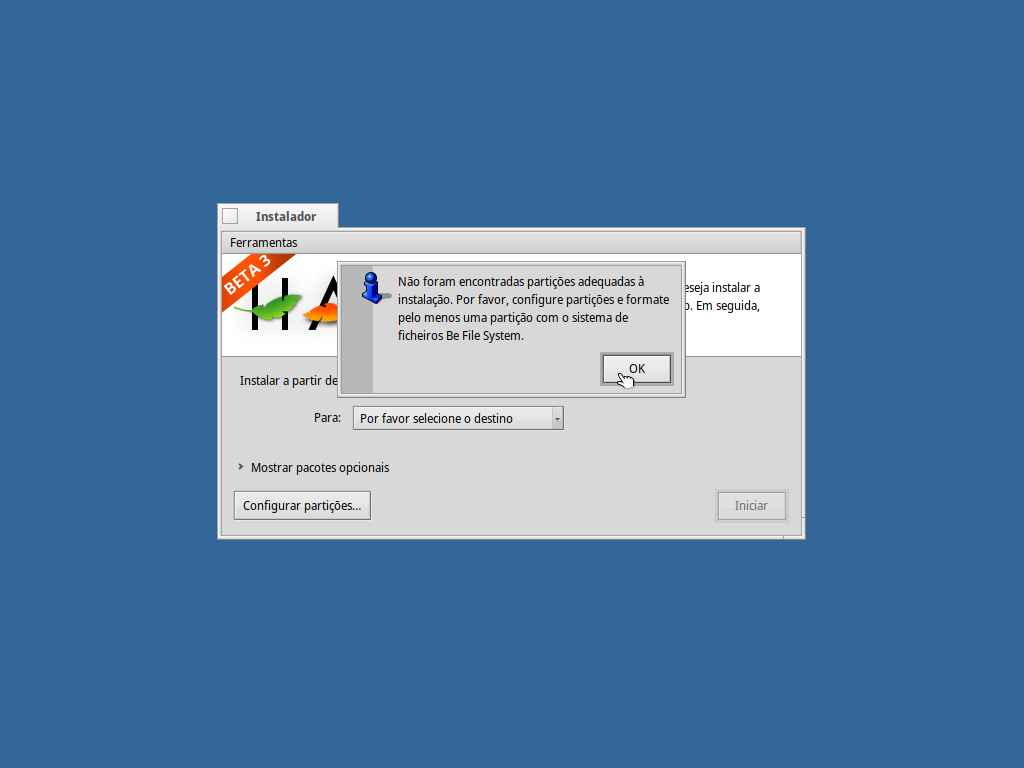 Instalador
Ferramentas
BETA 3
HA
Não foram encontradas partições adequadas à
instalação. Por favor, configure partições e formate
pelo menos uma partição com o sistema de
ficheiros Be File System.
OK
eseja instalar a
o. Em seguida,
Instalar a partir de
Para: Por favor selecione o destino
Mostrar pacotes opcionais
Configurar partições...
Iniciar